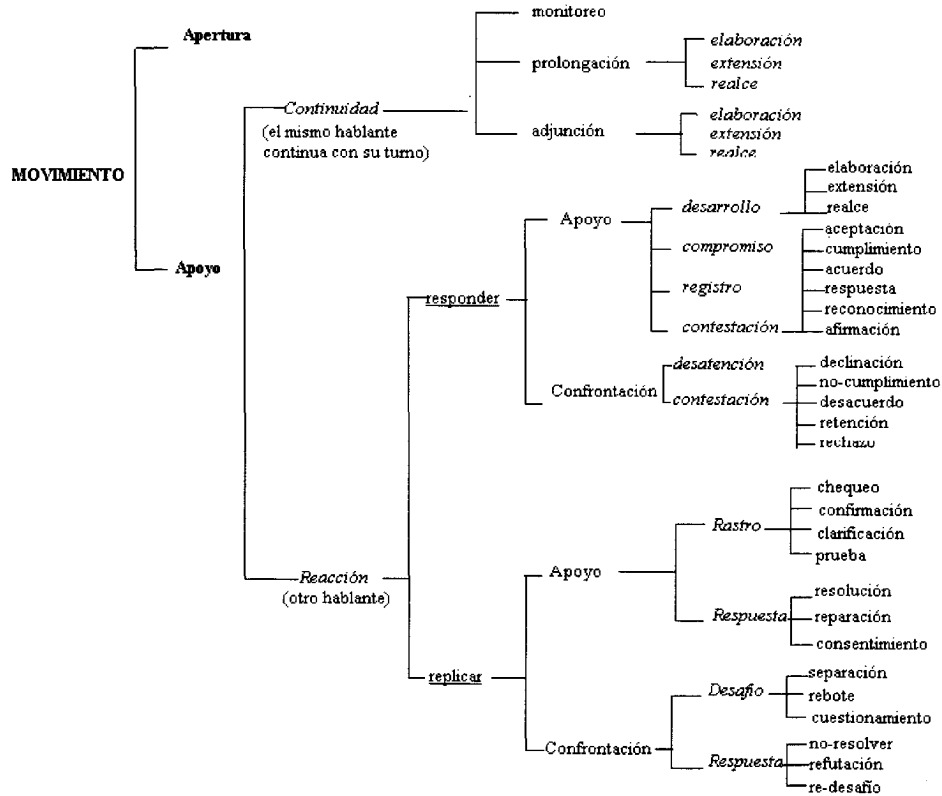 MOVIMIENTO
Apertura
Apoyo
Continuidad
(el mismo hablante
continua con su turno)
monitoreo
prolongación
elaboración
extensión
realce
adjunción
elaboración
extensión
realce
Reacción
(otro hablante)
responder
Apoyo
desarrollo
elaboración
extensión
realce
compromiso
registro
contestación
aceptación
cumplimiento
acuerdo
respuesta
reconocimiento
afirmación
Confrontación
desatención
contestación
declinación
no-cumplimiento
desacuerdo
retención
rechazo
replicar
Apoyo
Rastro
chequeo
confirmación
clarificación
prueba
Respuesta
resolución
reparación
consentimiento
Confrontación
Desafio
separación
rebote
cuestionamiento
Respuesta
no-resolver
refutación
re-desafío